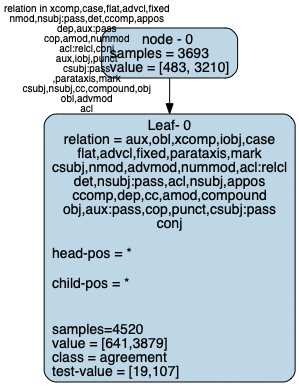 relation in xcomp,case,flat,advcl,fixed
nmod,nsubj:pass,det,ccomp,appos
dep,aux:pass
cop,amod,nummod
acl:relcl,conj
aux,iobj,punct
csubj:pass
,parataxis,mark
csubj,nsubj,cc,compound,obj
obl,advmod
acl
node - 0
samples = 3693
value = [483, 3210]
Leaf- 0
relation = aux,obl,xcomp,iobj,case
flat,advcl,fixed,parataxis,mark
csubj,nmod,advmod,nummod,acl:relcl
det,nsubj:pass,acl,nsubj,appos
ccomp,dep,cc,amod,compound
obj,aux:pass,cop,punct,csubj:pass
conj
head-pos = *
child-pos = *
samples=4520
value = [641,3879]
class = agreement
test-value = [19,107]